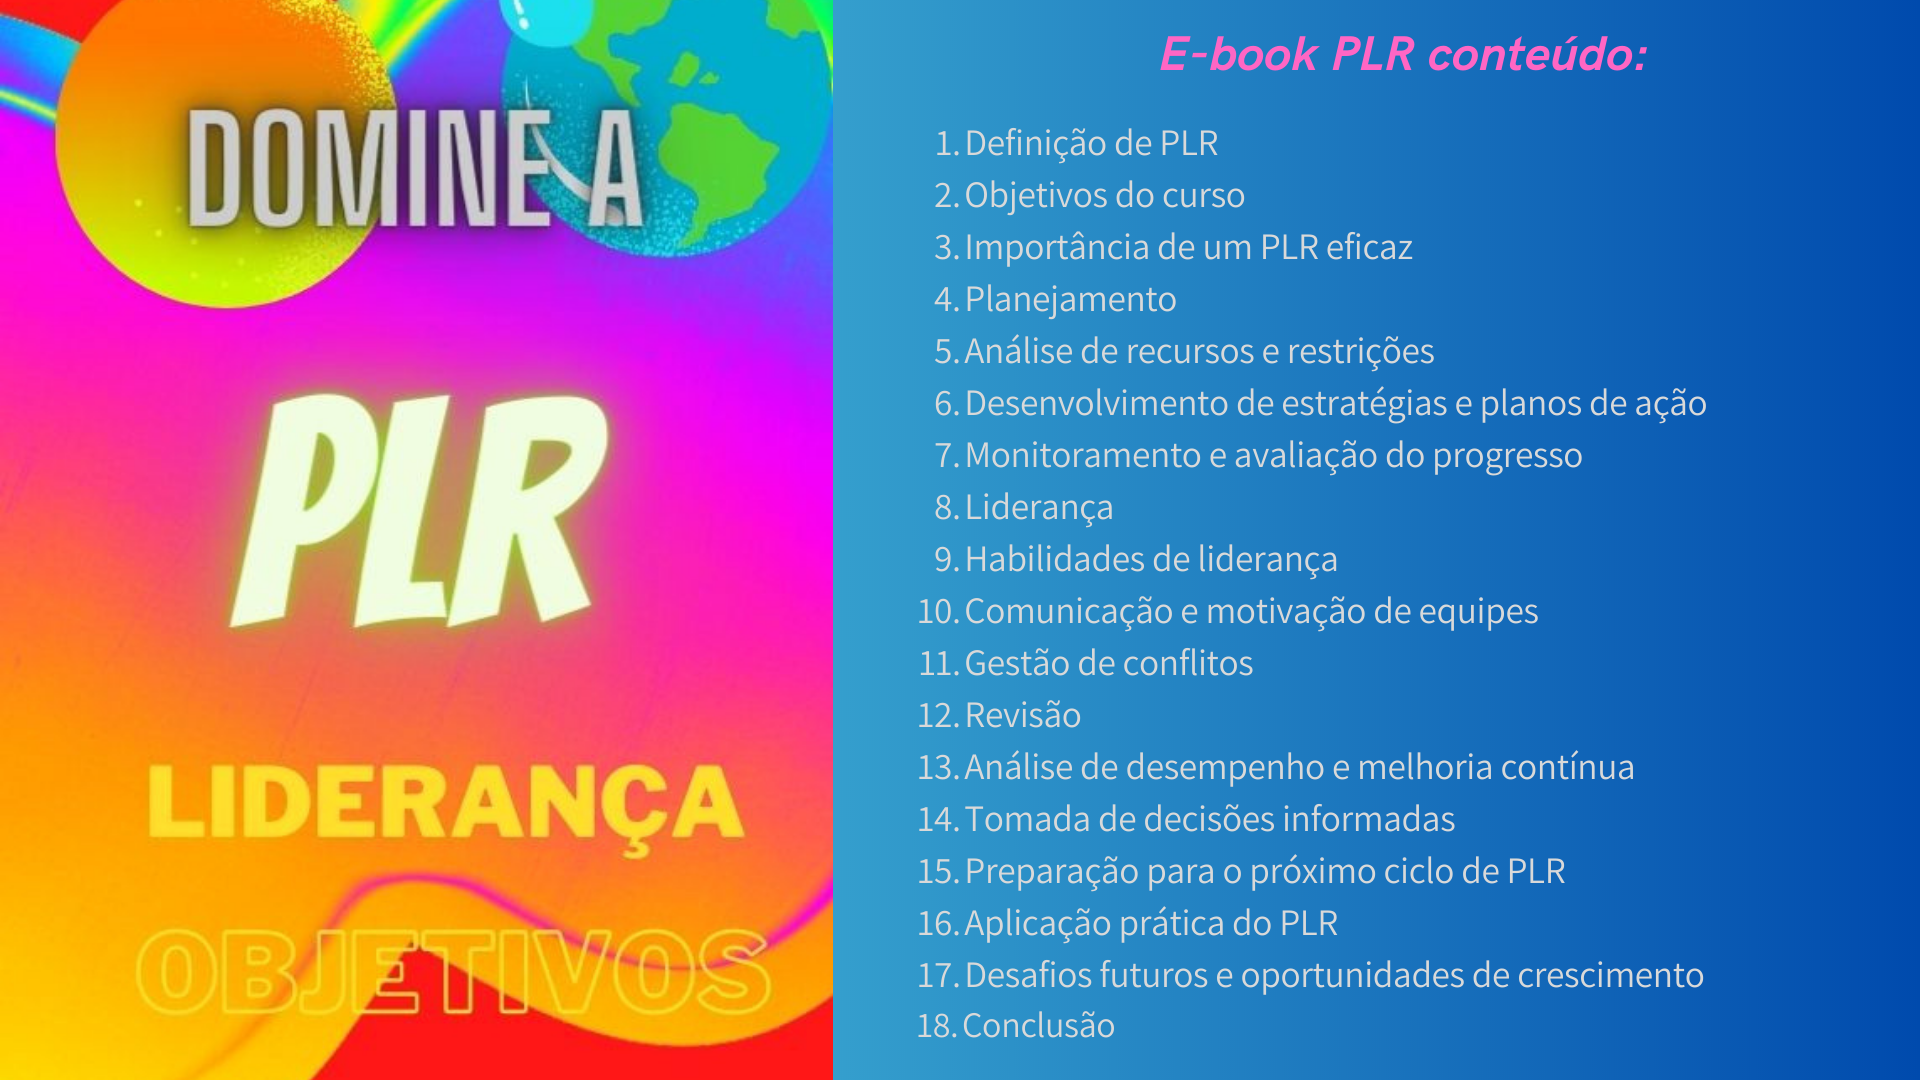 DOMINE A
PLR
LIDERANÇA
OBJETIVOS
E-book PLR conteúdo:
1. Definição de PLR
2. Objetivos do curso
3. Importância de um PLR eficaz
4. Planejamento
5. Análise de recursos e restrições
6. Desenvolvimento de estratégias e planos de ação
7. Monitoramento e avaliação do progresso
8. Liderança
9. Habilidades de liderança
10. Comunicação e motivação de equipes
11. Gestão de conflitos
12. Revisão
13. Análise de desempenho e melhoria contínua
14. Tomada de decisões informadas
15. Preparação para o próximo ciclo de PLR
16. Aplicação prática do PLR
17. Desafios futuros e oportunidades de crescimento
18. Conclusão